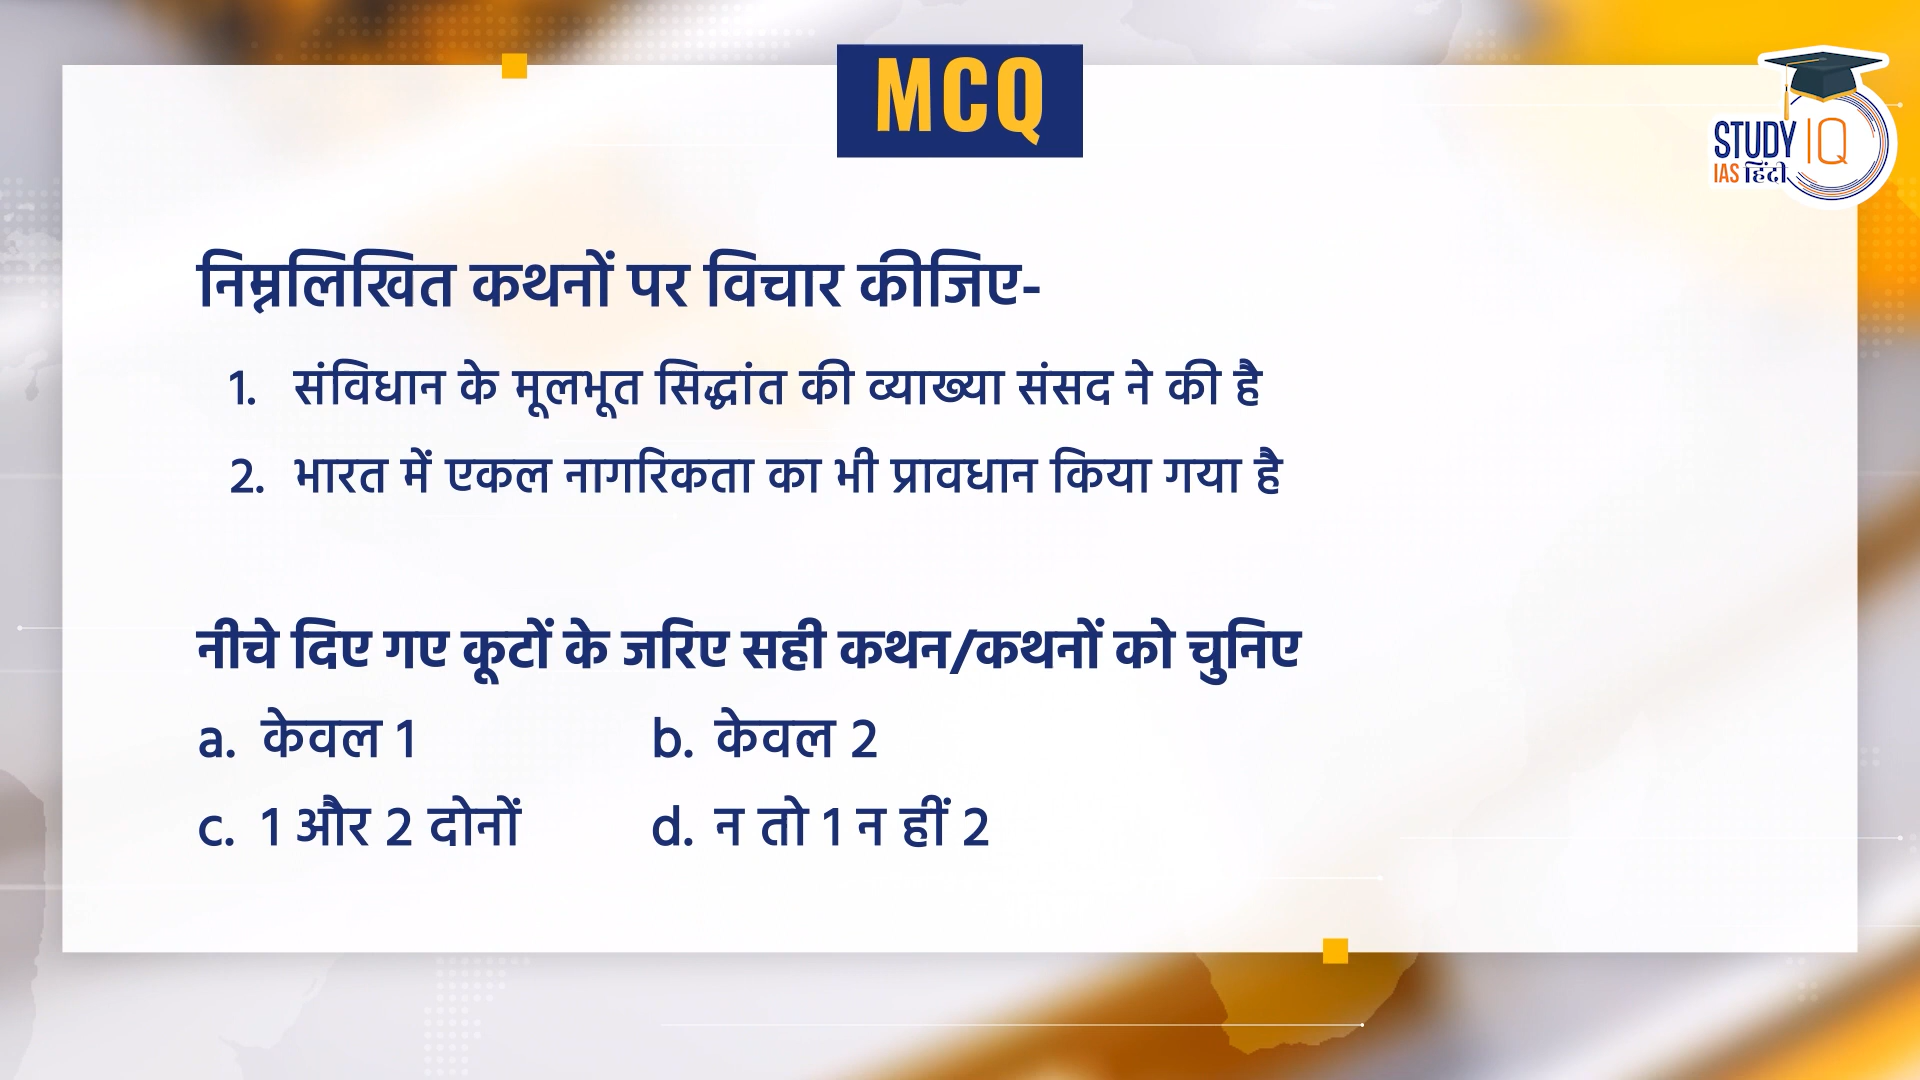 MCQ
STUDY IQ
IAS हिंदी
निम्नलिखित कथनों पर विचार कीजिए-
1. संविधान के मूलभूत सिद्धांत की व्याख्या संसद ने की है
2. भारत में एकल नागरिकता का भी प्रावधान किया गया है
नीचे दिए गए कूटों के जरिए सही कथन/कथनों को चुनिए
a. केवल 1 b. केवल 2
c. 1 और 2 दोनों d. न तो 1 न हीं 2